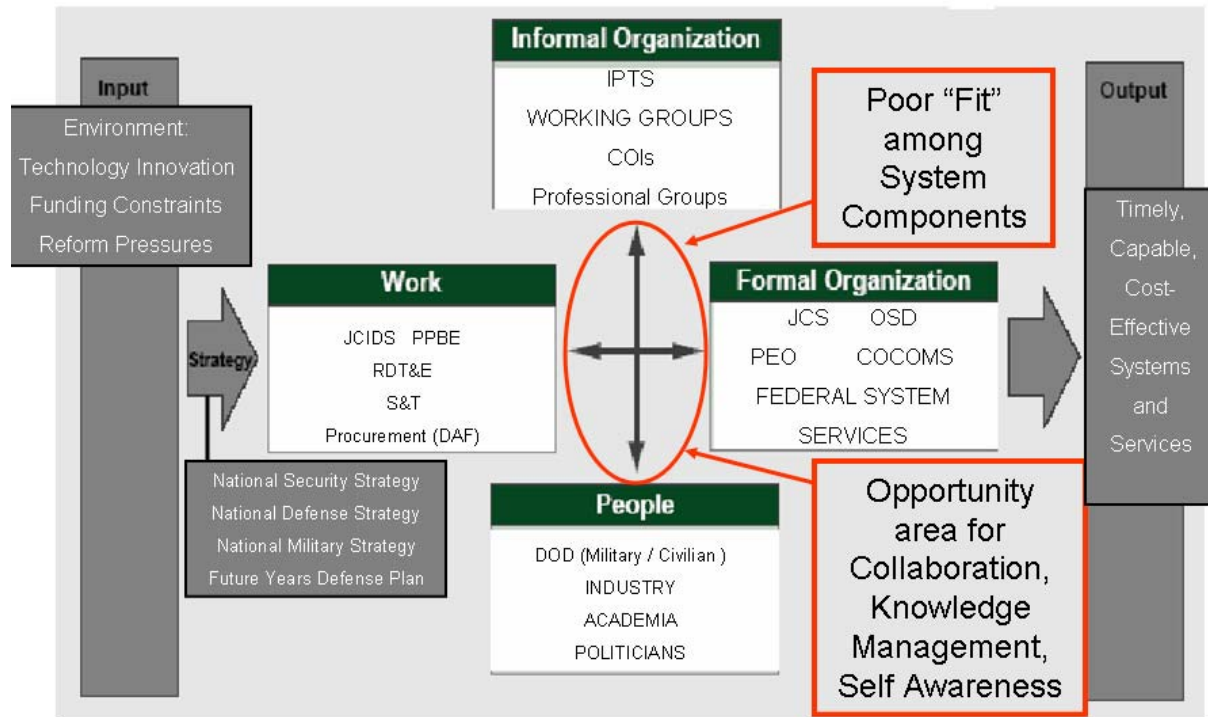 Input
Environment:
Technology Innovation
Funding Constraints
Reform Pressures
Strategy
National Security Strategy
National Defense Strategy
National Military Strategy
Future Years Defense Plan
Work
JCIDS PPBE
RDT&E
S&T
Procurement (DAF)
Informal Organization
IPTS
WORKING GROUPS
COIs
Professional Groups
People
DOD (Military / Civilian )
INDUSTRY
ACADEMIA
POLITICIANS
Formal Organization
JCS OSD
PEO COCOMS
FEDERAL SYSTEM
SERVICES
Poor “Fit”
among
System
Components
Opportunity
area for
Collaboration,
Knowledge
Management,
Self Awareness
Output
Timely,
Capable,
Cost-
Effective
Systems
and
Services